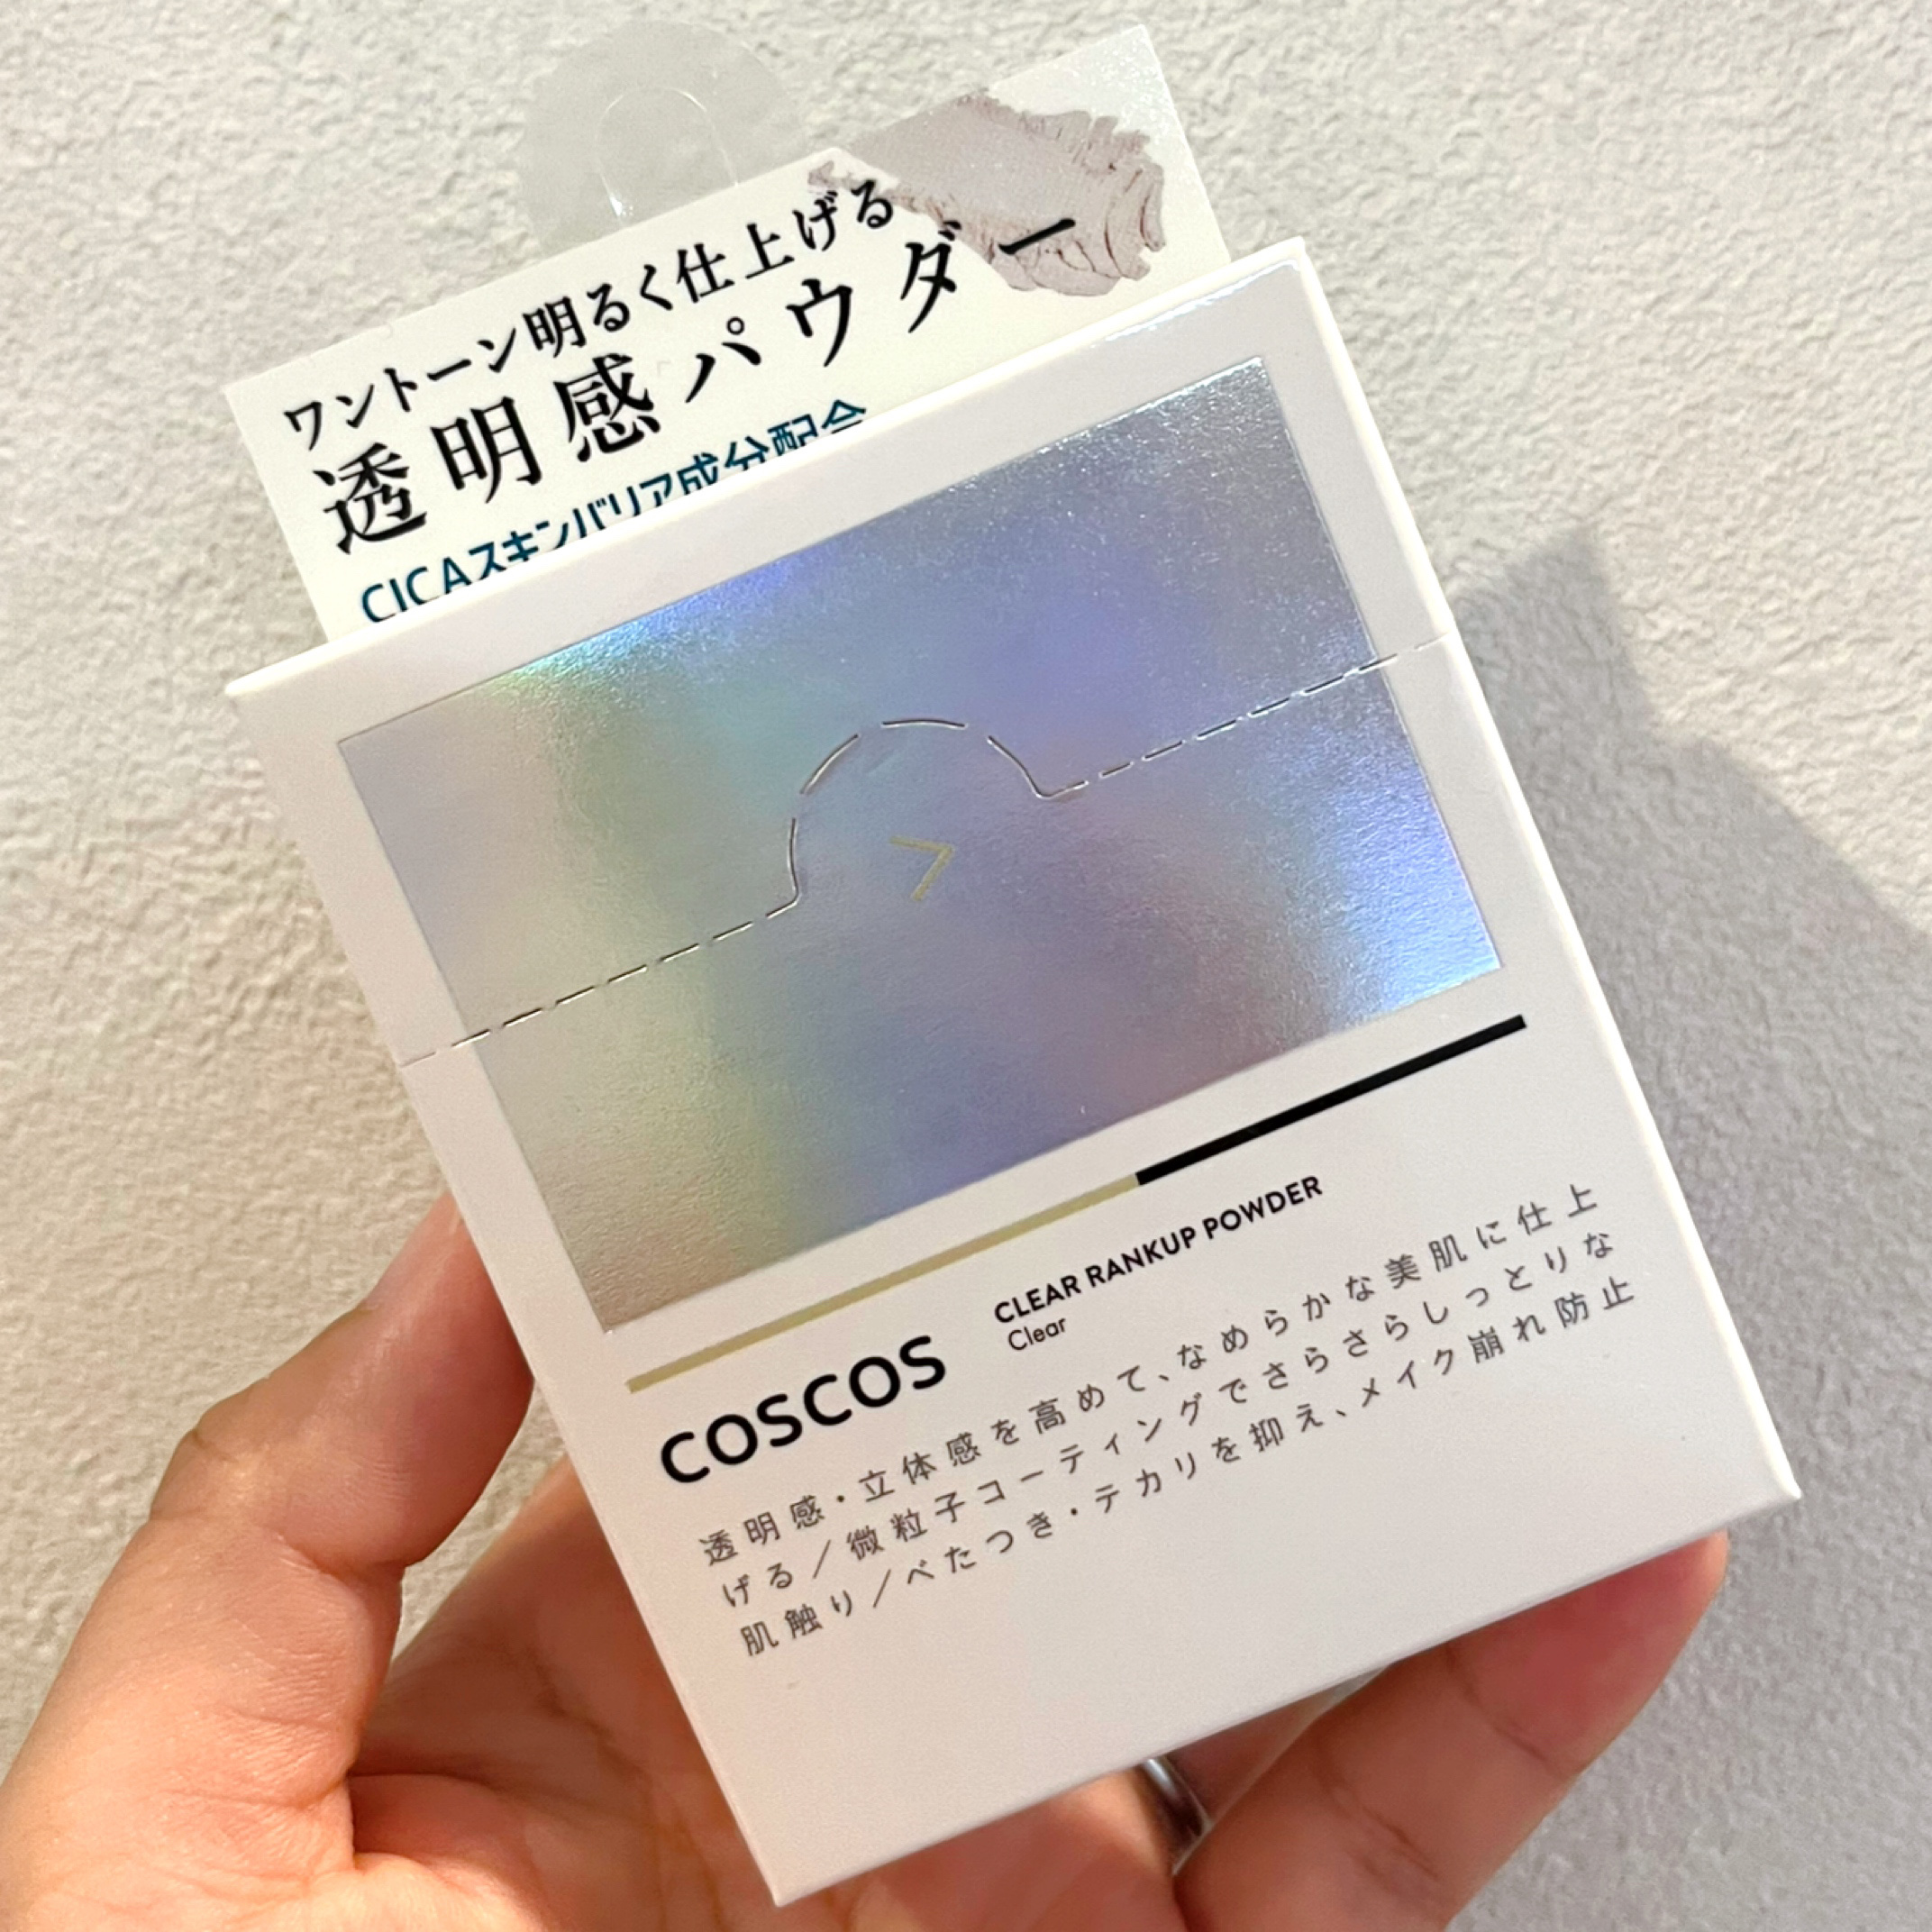 ワントーン明るく仕上げる
透明感パウダー
CICAスキンバリア成分配合
CLEAR RANKUP POWDER
Clear
COSCOS
透明感・立体感を高めて、なめらかな美肌に仕上
げる／微粒子コーティングでさらさらしっとりな
肌触り／べたつき・テカリを抑え、メイク崩れ防止